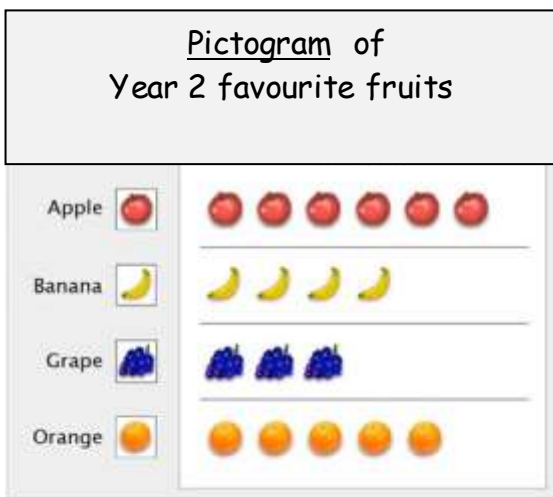 Pictogram of
Year 2 favourite fruits
Apple
Banana
Grape
Orange